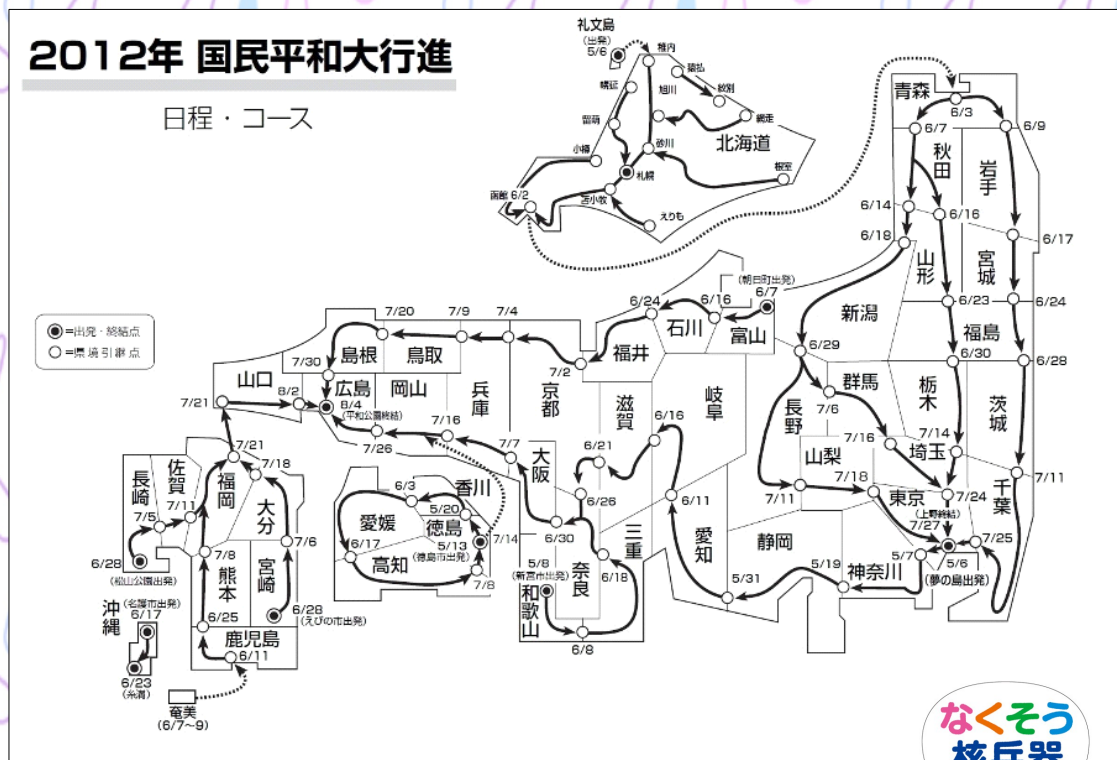 2012年 国民平和大行進
日程・コース
礼文島
(出発)
5/6
稚内
猿払
幌延
旭川
紋別
留萌
網走
北海道
小樽
砂川
札幌
根室
函館 6/2
苫小牧
えりも
青森
6/3
6/7
6/9
秋田
岩手
6/14
6/16
6/17
6/18
山形
宮城
6/23
6/24
新潟
福島
6/30
6/28
=出発・終結点
=県境引継点
(朝日町出発)
6/7
6/24
6/16
石川
富山
福井
7/20
7/9
7/4
7/2
島根
鳥取
7/30
山口
8/2
広島
8/4
(平和公園終結)
岡山
兵庫
京都
滋賀
岐阜
6/29
群馬
栃木
茨城
長野
7/6
7/16
7/14
埼玉
山梨
7/18
7/11
東京
7/24
(上野終結)
7/27
7/25
千葉
7/11
7/21
7/26
7/16
7/7
大阪
6/21
6/16
6/26
6/11
7/21
7/18
佐賀
長崎
福岡
大分
7/5
7/11
6/28
(松山公園出発)
7/8
7/6
熊本
宮崎
6/28
(えびの市出発)
6/25
鹿児島
6/11
香川
6/3
5/20
愛媛
徳島
5/13
(徳島市出発)
7/14
6/17
高知
7/8
6/30
5/8
(新宮市出発)
和歌山
奈良
6/18
三重
6/8
愛知
静岡
5/31
5/19
神奈川
5/7
5/6
(夢の島出発)
沖縄
(名護市出発)
6/17
6/23
(糸満)
奄美
(6/7～9)
なくそう
核兵器